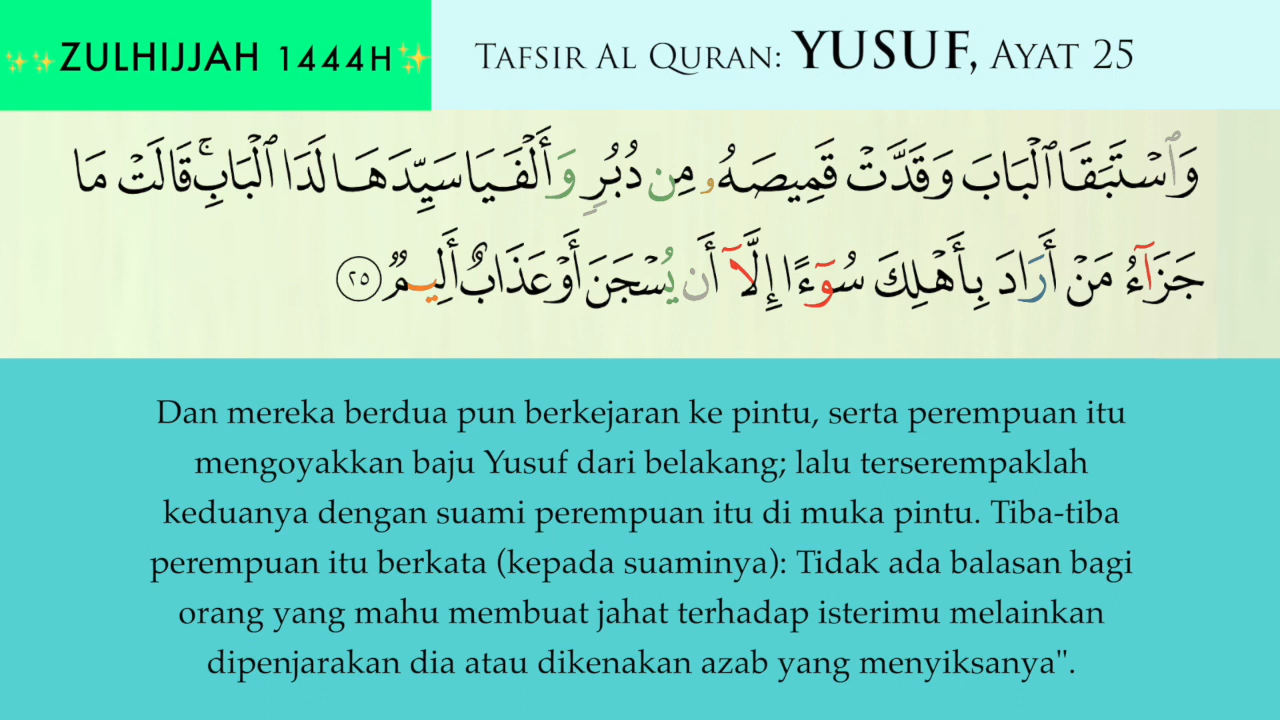 ✨✨ZULHIJJAH 1444H✨
TAFSIR AL QURAN: YUSUF, AYAT 25
وَٱسْتَبَقَا ٱلْبَابَ وَقَدَّتْ قَمِيصَهُۥ مِن دُبُرٍ وَأَلْفَيَا سَيِّدَهَا لَدَا ٱلْبَابِ ۚ قَالَتْ مَا
جَزَآءُ مَنْ أَرَادَ بِأَهْلِكَ سُوٓءًا إِلَّآ أَن يُسْجَنَ أَوْ عَذَابٌ أَلِيمٌ ٢٥
Dan mereka berdua pun berkejaran ke pintu, serta perempuan itu
mengoyakkan baju Yusuf dari belakang; lalu terserempaklah
keduanya dengan suami perempuan itu di muka pintu. Tiba-tiba
perempuan itu berkata (kepada suaminya): Tidak ada balasan bagi
orang yang mahu membuat jahat terhadap isterimu melainkan
dipenjarakan dia atau dikenakan azab yang menyiksanya".